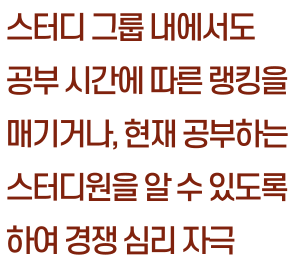 스터디 그룹 내에서도
공부 시간에 따른 랭킹을
매기거나, 현재 공부하는
스터디원을 알 수 있도록
하여 경쟁 심리 자극